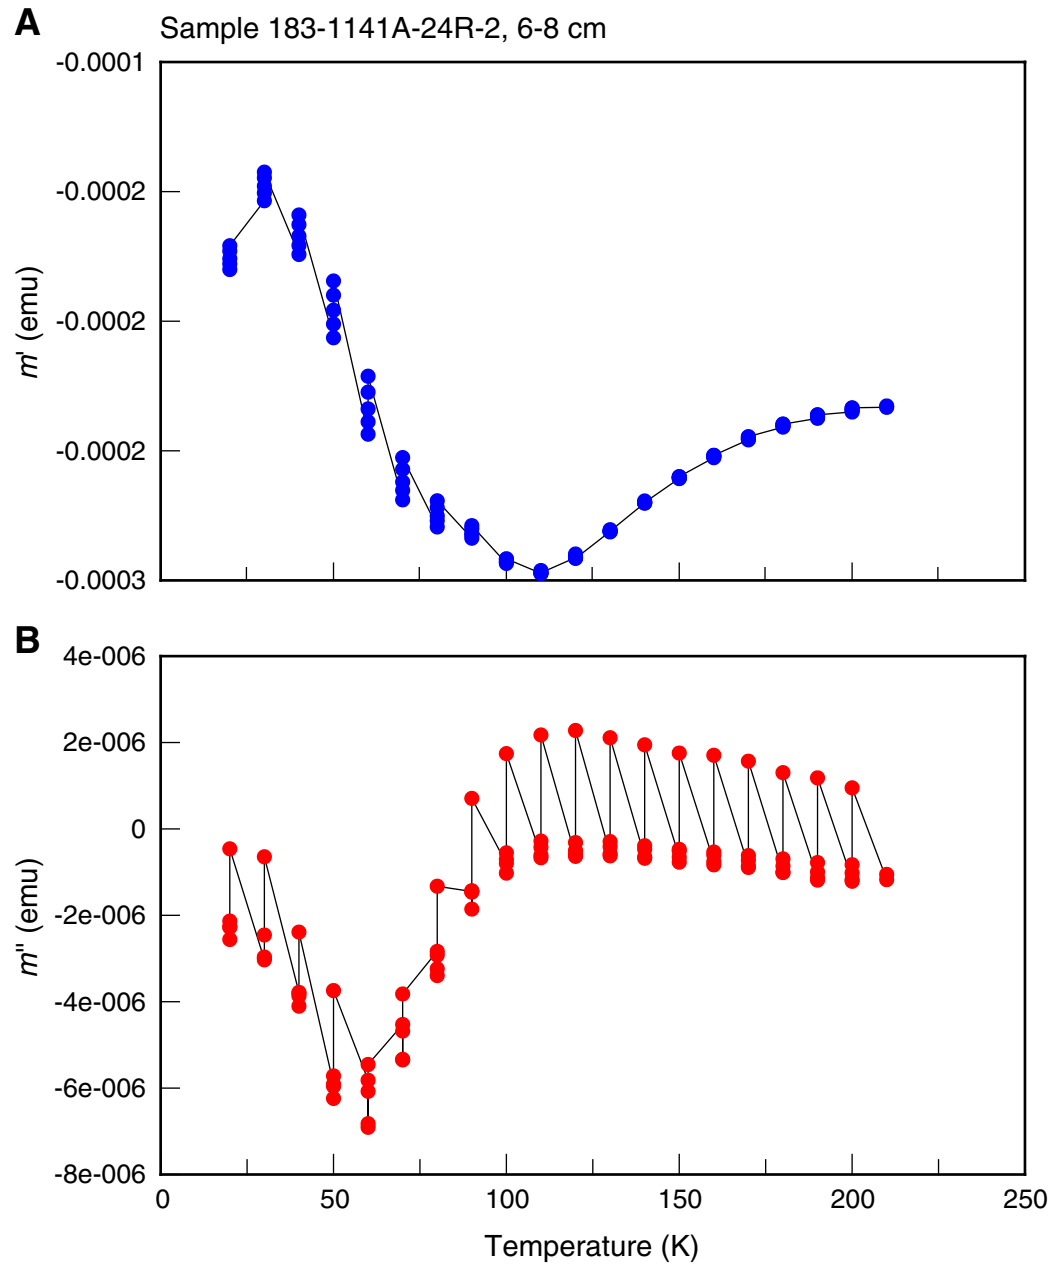 A
Sample 183-1141A-24R-2, 6-8 cm
-0.0001
-0.0002
-0.0002
-0.0002
-0.0003
m' (emu)
B
4e-006
2e-006
0
-2e-006
-4e-006
-6e-006
-8e-006
m" (emu)
0 50 100 150 200 250
Temperature (K)